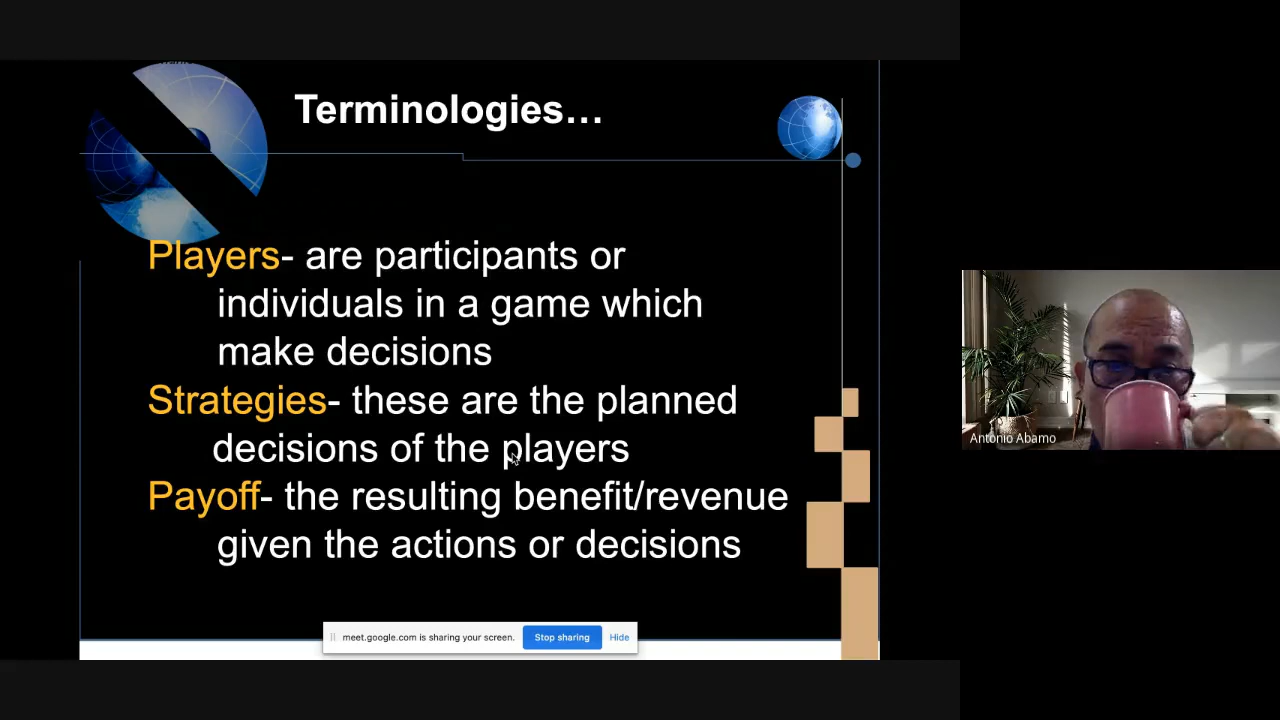 Terminologies…
Players- are participants or
individuals in a game which
make decisions
Strategies- these are the planned
decisions of the players
Payoff- the resulting benefit/revenue
given the actions or decisions
meet.google.com is sharing your screen.
Stop sharing
Hide
Antonio Abamo